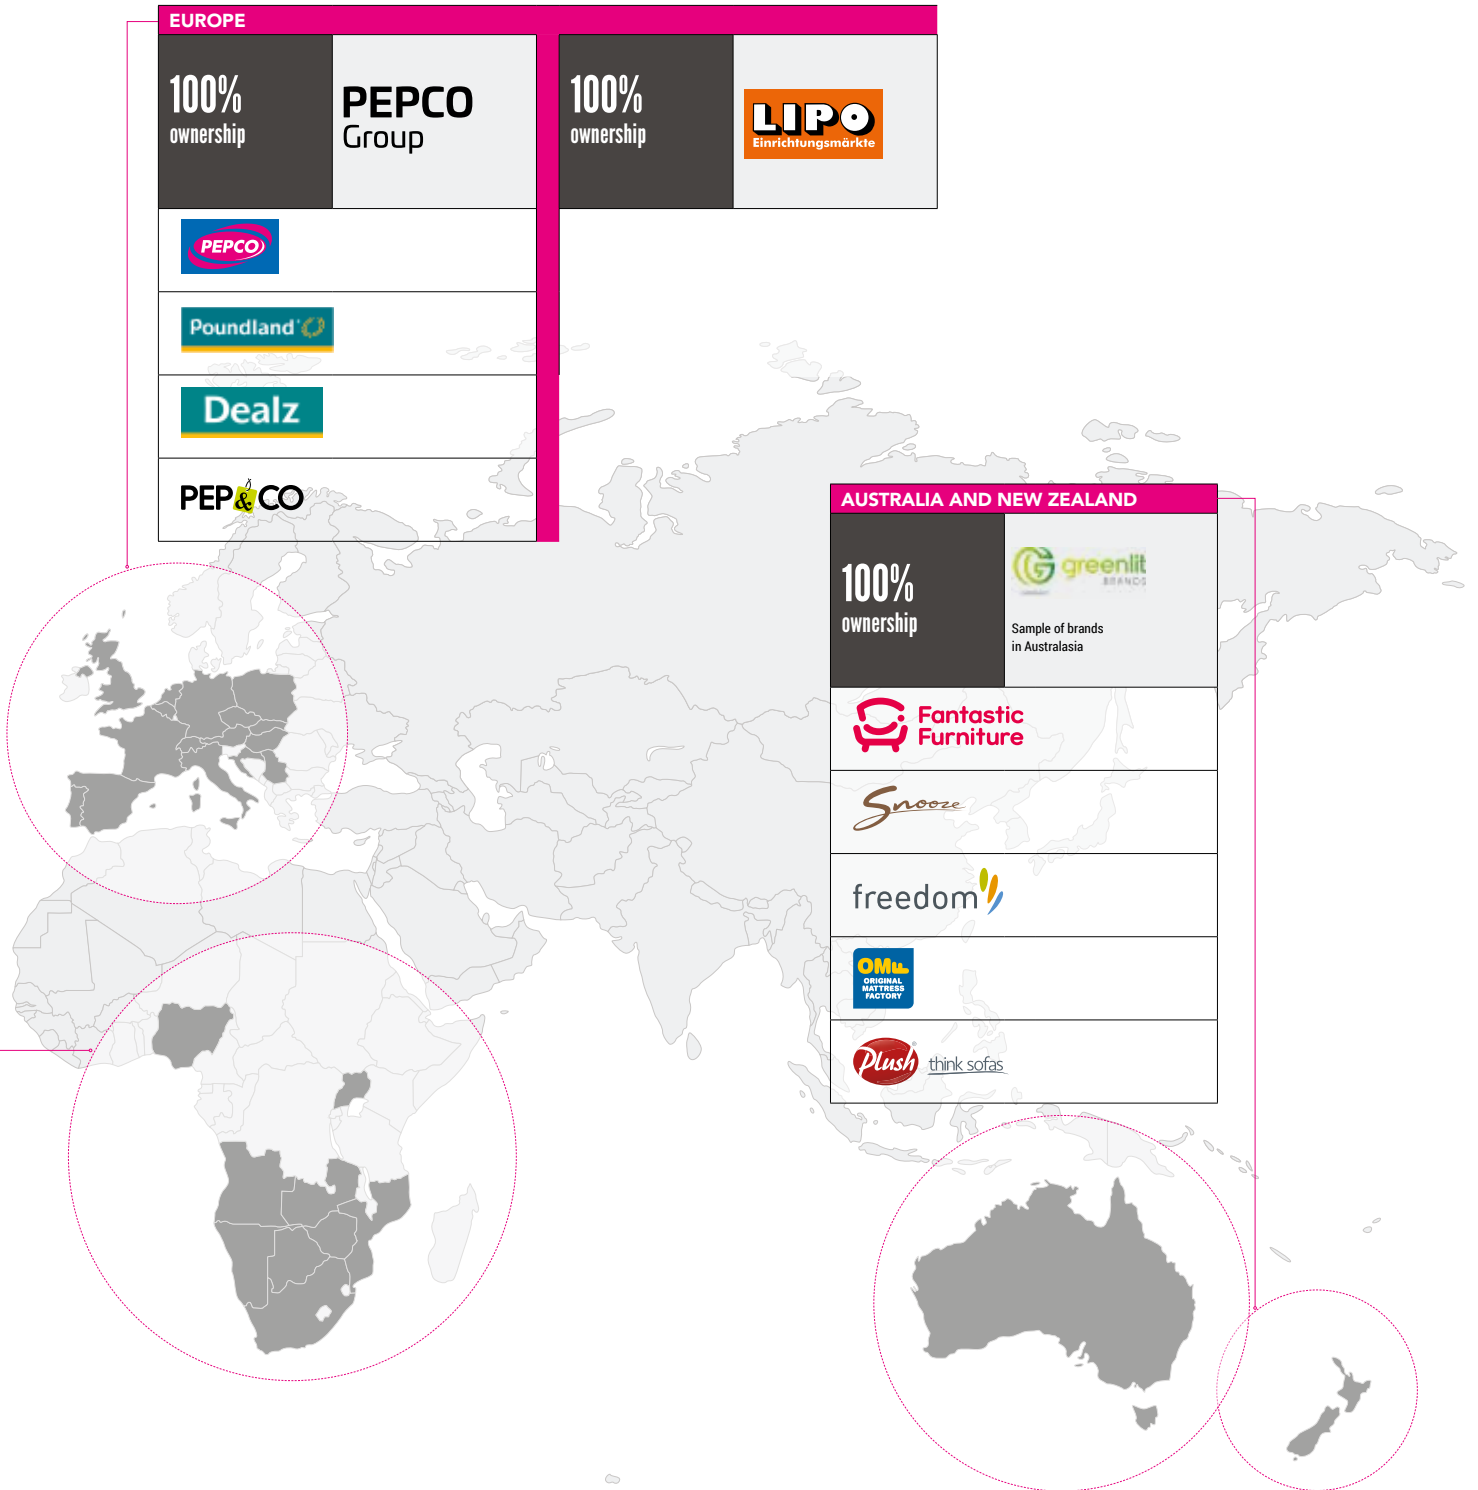 EUROPE
100%
ownership
PEPCO
Group
100%
ownership
LIPO
Einrichtungsmärkte
PEPCO
Poundland
Dealz
PEP&CO
AUSTRALIA AND NEW ZEALAND
100%
ownership
greenlit
BRANDS
Sample of brands
in Australasia
Fantastic
Furniture
Snooze
freedom
OMF
ORIGINAL
MATTRESS
FACTORY
Plush think sofas